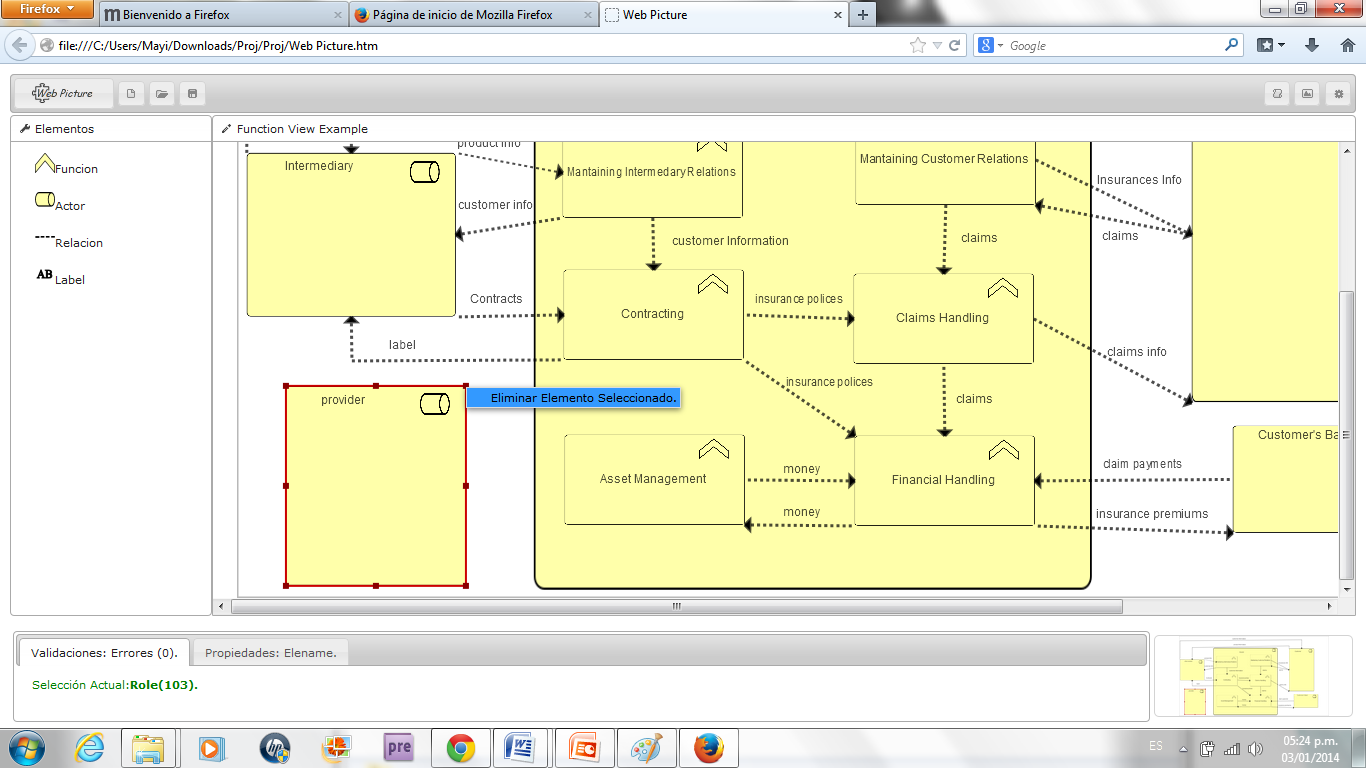 Firefox
Bienvenido a Firefox
Página de inicio de Mozilla Firefox
Web Picture
file:///C:/Users/Mayi/Downloads/Proj/Proj/Web Picture.htm
Google
Web Picture
Elementos
Function View Example
Funcion
Actor
Relacion
AB Label
product info
Intermediary
Mantaining Intermedary Relations
Mantaining Customer Relations
Insurances Info
customer info
customer Information
claims
claims
Contracts
insurance polices
Contracting
Claims Handling
label
claims info
insurance polices
provider
Eliminar Elemento Seleccionado.
claims
Customer's Ba
Asset Management
money
Financial Handling
claim payments
money
insurance premiums
Validaciones: Errores (0).
Propiedades: Elename.
Selección Actual:Role(103).
hp
pre
ES
05:24 p.m.
03/01/2014